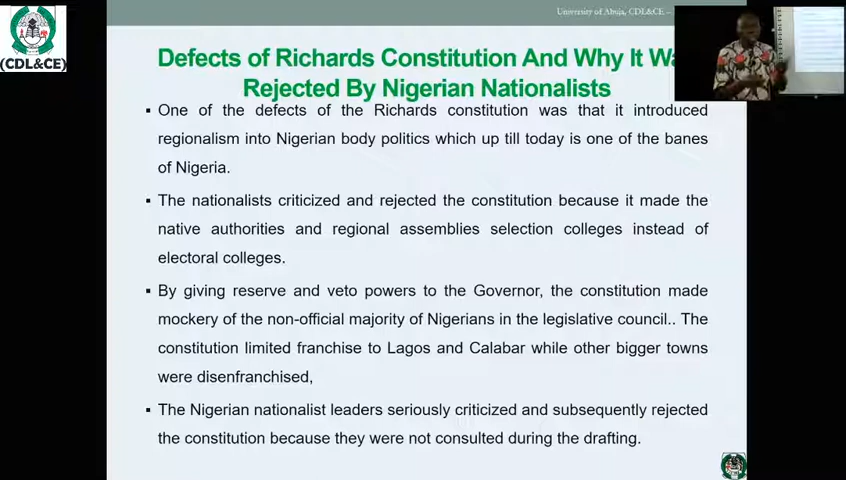 University of Abuja, CDL&CE –
(CDL&CE)
Defects of Richards Constitution And Why It Wa
Rejected By Nigerian Nationalists
▪ One of the defects of the Richards constitution was that it introduced
regionalism into Nigerian body politics which up till today is one of the banes
of Nigeria.
▪ The nationalists criticized and rejected the constitution because it made the
native authorities and regional assemblies selection colleges instead of
electoral colleges.
▪ By giving reserve and veto powers to the Governor, the constitution made
mockery of the non-official majority of Nigerians in the legislative council.. The
constitution limited franchise to Lagos and Calabar while other bigger towns
were disenfranchised,
▪ The Nigerian nationalist leaders seriously criticized and subsequently rejected
the constitution because they were not consulted during the drafting.